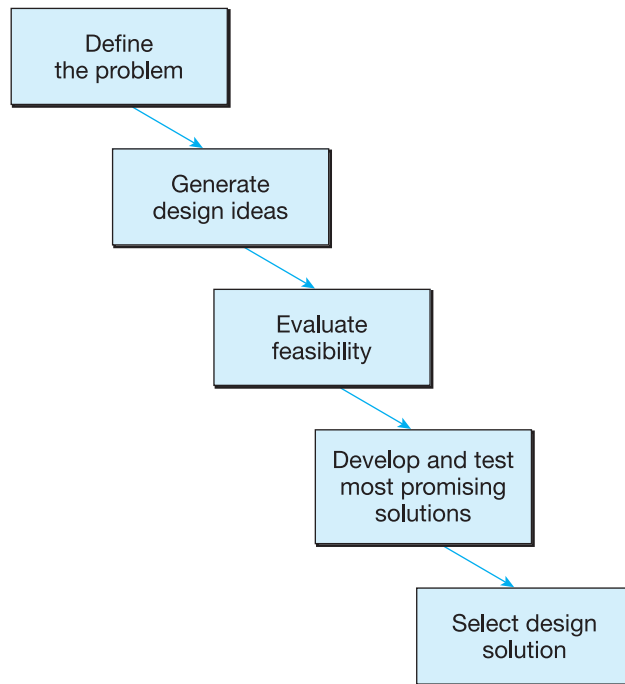 Define
the problem
Generate
design ideas
Evaluate
feasibility
Develop and test
most promising
solutions
Select design
solution